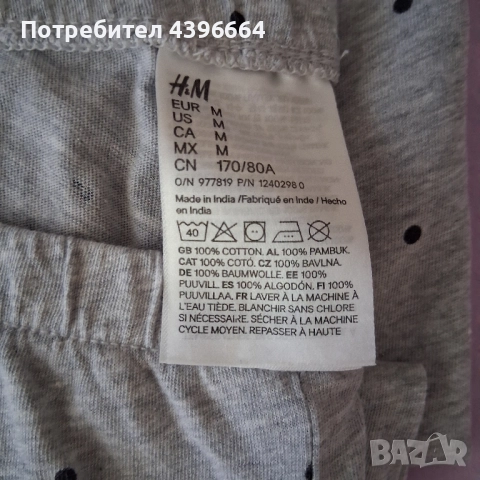 Потребител 4396664
H&M
EUR M
US M
CA M
MX M
CN 170/80A
O/N 977819 P/N 1240298 0
Made in India /Fabriqué en Inde / Hecho
en India
40
GB 100% COTTON. AL 100% PAMBUK.
CAT 100% COTÓ. CZ 100% BAVLNA.
DE 100% BAUMWOLLE. EE 100%
PUUVILL. ES 100% ALGODÓN. FI 100%
PUUVILLAA. FR LAVER À LA MACHINE À
L'EAU TIÈDE. BLANCHIR SANS CHLORE
SI NÉCESSAIRE. SÉCHER À LA MACHINE
CYCLE MOYEN. REPASSER À HAUTE
BAZAR